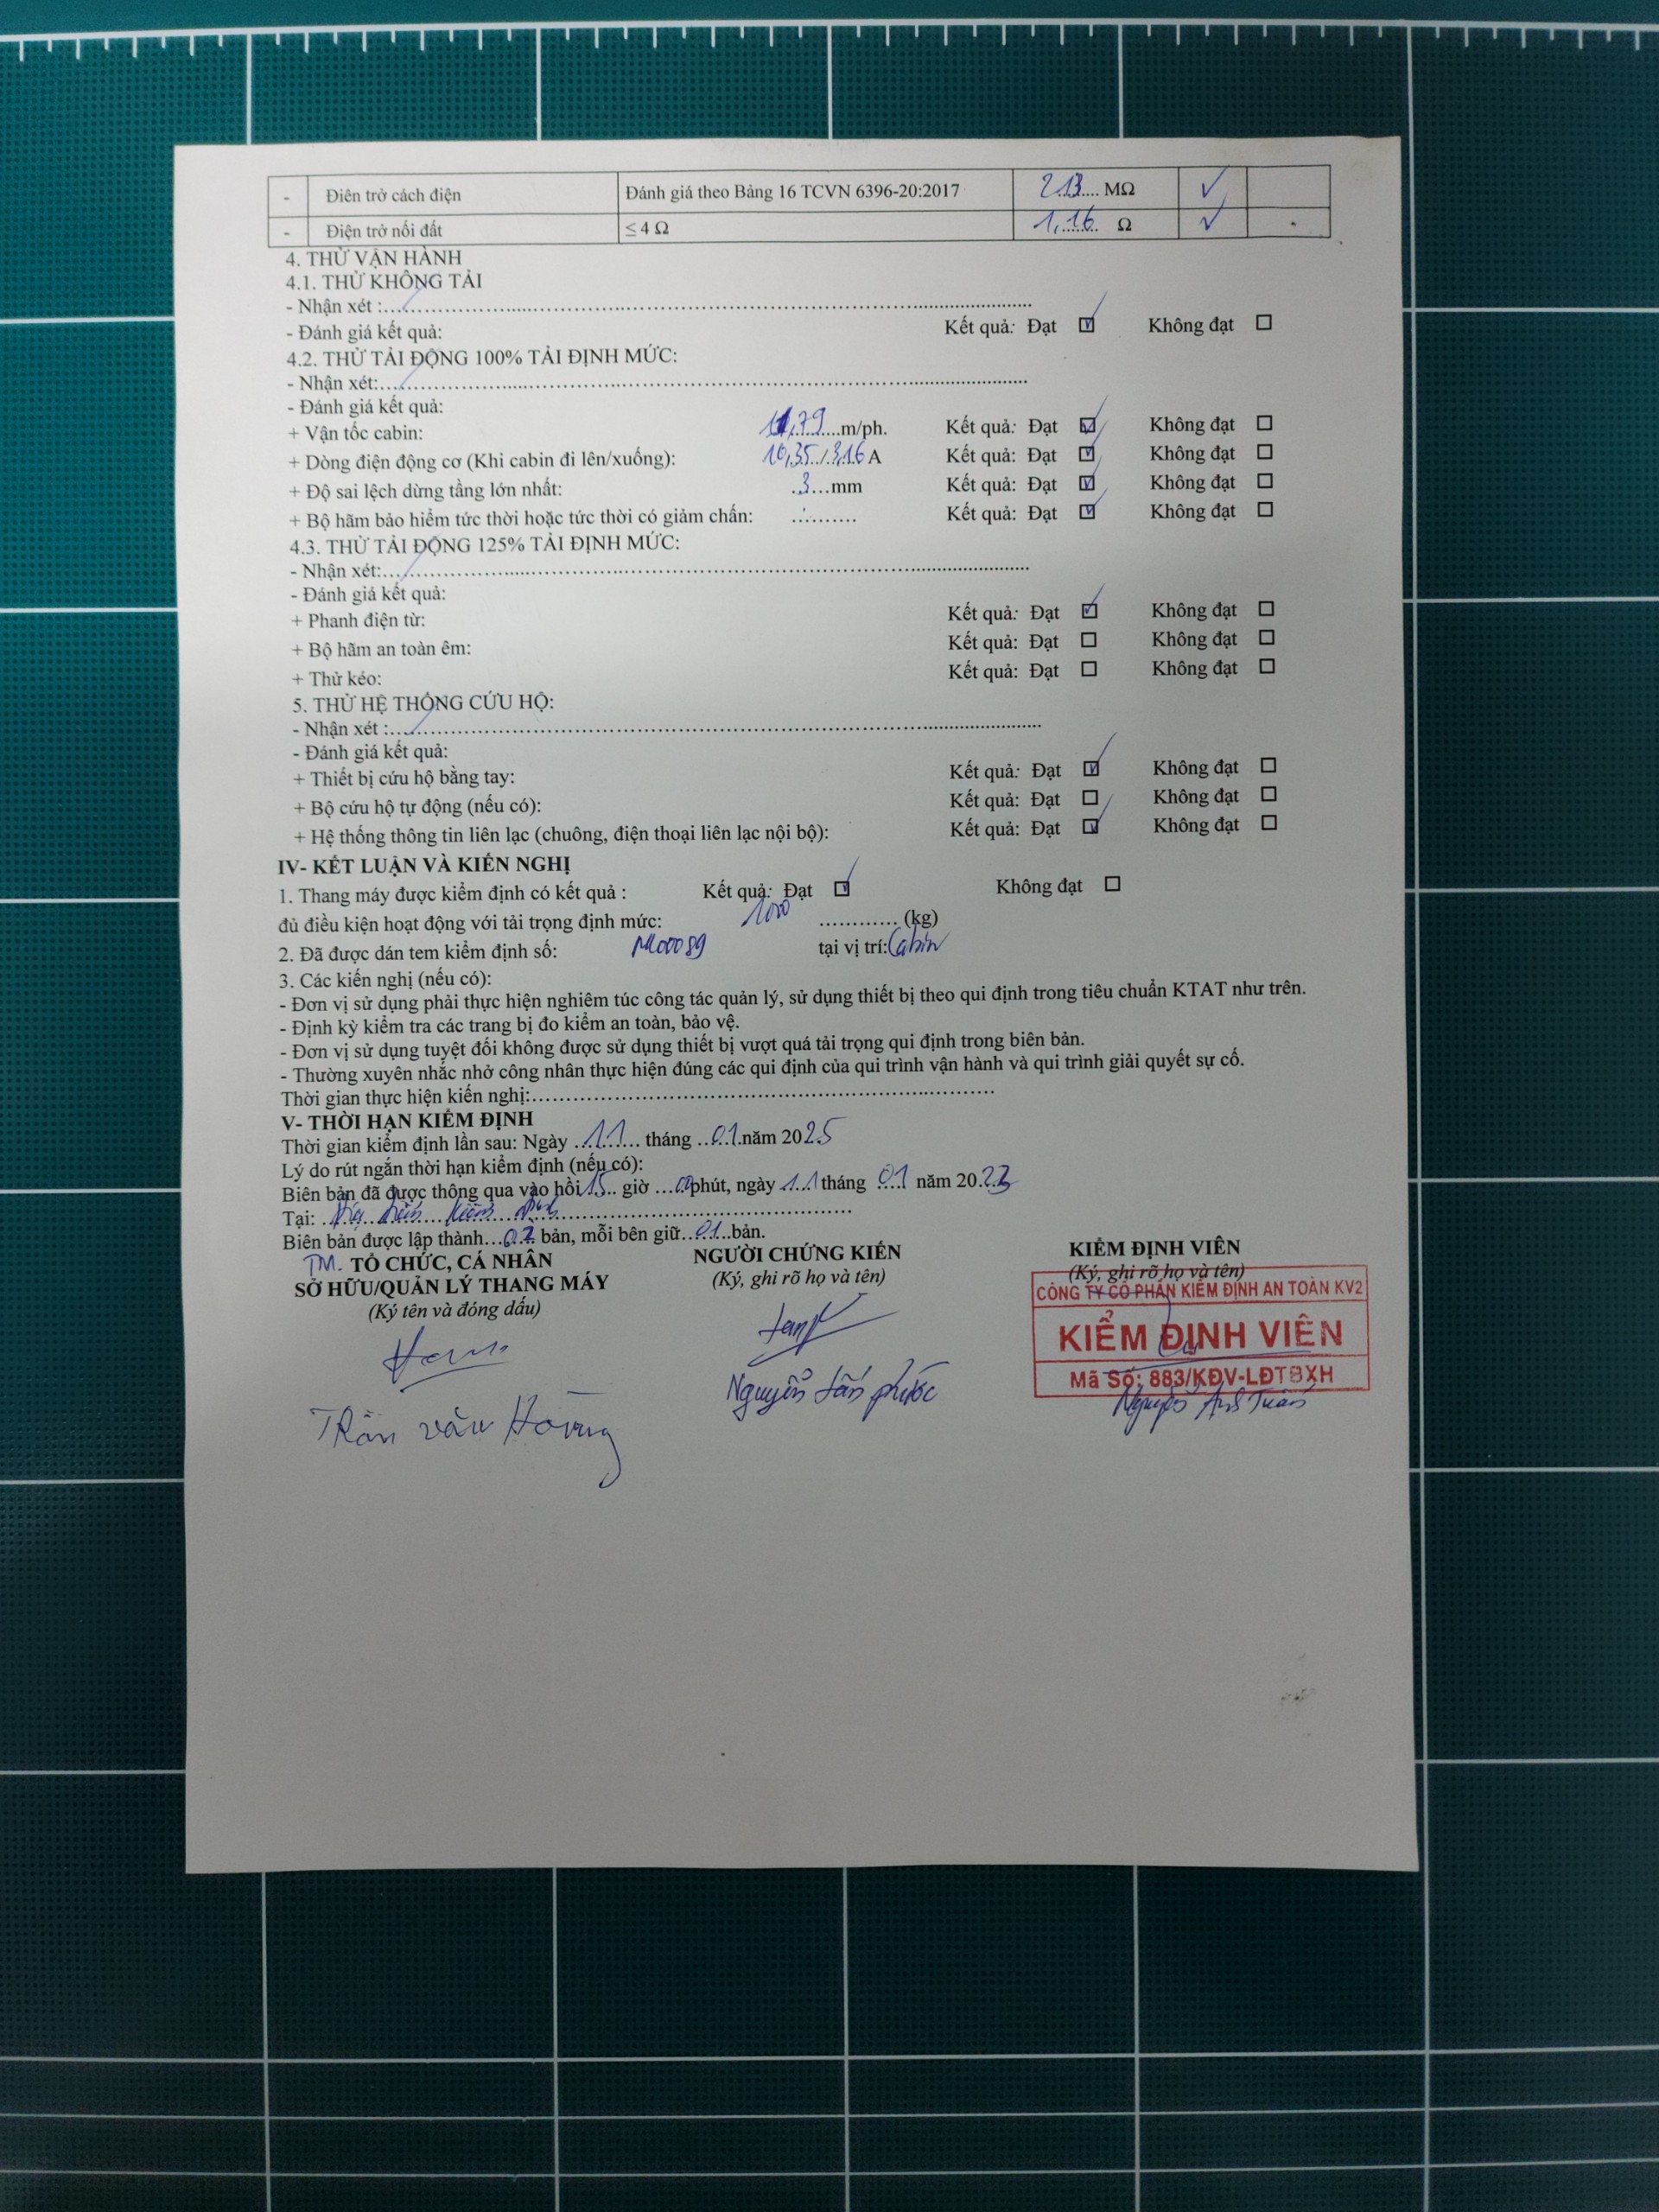 - Điên trở cách điện Đánh giá theo Bảng 16 TCVN 6396-20:2017 213 MΩ ✓
- Điện trở nối đất ≤ 4 Ω 1,16 Ω ✓ -
4. THỬ VẬN HÀNH
4.1. THỬ KHÔNG TẢI
- Nhận xét :........................
- Đánh giá kết quả: Kết quả: Đạt ☑ Không đạt ☐
4.2. THỬ TẢI ĐỘNG 100% TẢI ĐỊNH MỨC:
- Nhận xét:........................
- Đánh giá kết quả:
+ Vận tốc cabin: 11,79 m/ph. Kết quả: Đạt ☑ Không đạt ☐
+ Dòng điện động cơ (Khi cabin đi lên/xuống): 10,35/3,16 A Kết quả: Đạt ☑ Không đạt ☐
+ Độ sai lệch dừng tầng lớn nhất: 3 mm Kết quả: Đạt ☑ Không đạt ☐
+ Bộ hãm bảo hiểm tức thời hoặc tức thời có giảm chấn: .......... Kết quả: Đạt ☑ Không đạt ☐
4.3. THỬ TẢI ĐỘNG 125% TẢI ĐỊNH MỨC:
- Nhận xét:........................
- Đánh giá kết quả:
+ Phanh điện từ: Kết quả: Đạt ☑ Không đạt ☐
+ Bộ hãm an toàn êm: Kết quả: Đạt ☐ Không đạt ☐
+ Thử kéo: Kết quả: Đạt ☐ Không đạt ☐
5. THỬ HỆ THỐNG CỨU HỘ:
- Nhận xét :........................
- Đánh giá kết quả:
+ Thiết bị cứu hộ bằng tay: Kết quả: Đạt ☑ Không đạt ☐
+ Bộ cứu hộ tự động (nếu có): Kết quả: Đạt ☐ Không đạt ☐
+ Hệ thống thông tin liên lạc (chuông, điện thoại liên lạc nội bộ): Kết quả: Đạt ☑ Không đạt ☐
IV- KẾT LUẬN VÀ KIẾN NGHỊ
1. Thang máy được kiểm định có kết quả : Kết quả: Đạt ☑ Không đạt ☐
đủ điều kiện hoạt động với tải trọng định mức: 1000 ............ (kg)
2. Đã được dán tem kiểm định số: tại vị trí: Cabin
3. Các kiến nghị (nếu có):
- Đơn vị sử dụng phải thực hiện nghiêm túc công tác quản lý, sử dụng thiết bị theo qui định trong tiêu chuẩn KTAT như trên.
- Định kỳ kiểm tra các trang bị đo kiểm an toàn, bảo vệ.
- Đơn vị sử dụng tuyệt đối không được sử dụng thiết bị vượt quá tải trọng qui định trong biên bản.
- Thường xuyên nhắc nhở công nhân thực hiện đúng các qui định của qui trình vận hành và qui trình giải quyết sự cố.
Thời gian thực hiện kiến nghị:........................
V- THỜI HẠN KIỂM ĐỊNH
Thời gian kiểm định lần sau: Ngày 11 tháng 01 năm 2025
Lý do rút ngắn thời hạn kiểm định (nếu có):
Biên bản đã được thông qua vào hồi 15 giờ 00 phút, ngày 11 tháng 01 năm 2023
Tại: Địa điểm kiểm định
Biên bản được lập thành 02 bản, mỗi bên giữ 01 bản.
TM. TỔ CHỨC, CÁ NHÂN NGƯỜI CHỨNG KIẾN KIỂM ĐỊNH VIÊN
SỞ HỮU/QUẢN LÝ THANG MÁY (Ký, ghi rõ họ và tên) (Ký, ghi rõ họ và tên)
(Ký tên và đóng dấu)
CÔNG TY CỔ PHẦN KIỂM ĐỊNH AN TOÀN KV2
KIỂM ĐỊNH VIÊN
Mã Số: 883/KĐV-LĐTBXH
Trần văn Hoàng Nguyễn tấn phước Nguyễn Anh Tuấn